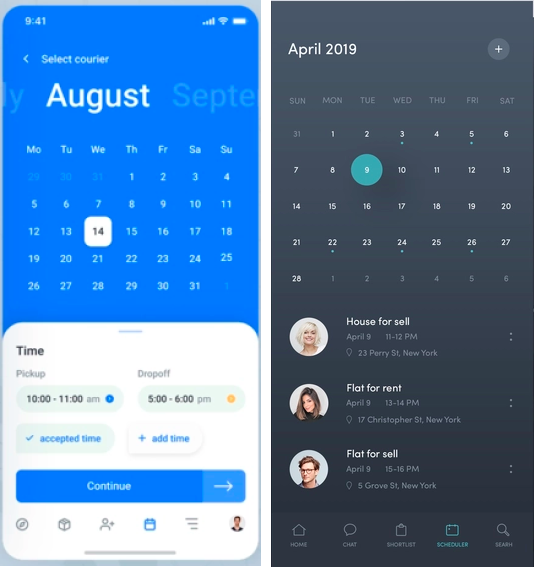 9:41
Select courier
ly August Septe
Mo Tu We Th Fr Sa Su
29 30 31 1 2 3 4
5 6 7 8 9 10 11
12 13 14 15 16 17 18
19 20 21 22 23 24 25
26 27 28 29 30 31 1
Time
Pickup Dropoff
10:00 - 11:00 am 5:00 - 6:00 pm
accepted time + add time
Continue
April 2019
+
SUN MON TUE WED THU FRI SAT
31 1 2 3 4 5 6
7 8 9 10 11 12 13
14 15 16 17 18 19 20
21 22 23 24 25 26 27
28 1 2 3 4 5 6
House for sell
April 9 11-12 PM
23 Perry St, New York
Flat for rent
April 9 13-14 PM
17 Christopher St, New York
Flat for sell
April 9 15-16 PM
5 Grove St, New York
HOME CHAT SHORTLIST SCHEDULER SEARH